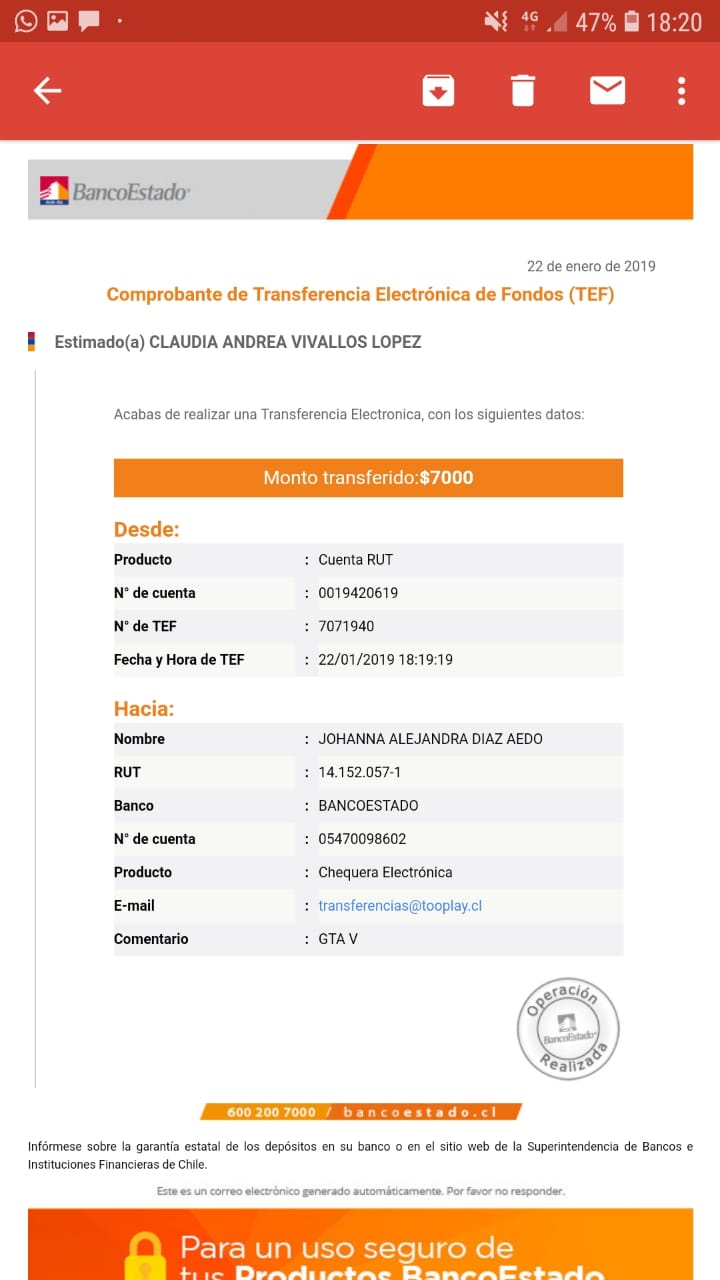 4G 47% 18:20
BancoEstado
22 de enero de 2019
Comprobante de Transferencia Electrónica de Fondos (TEF)
Estimado(a) CLAUDIA ANDREA VIVALLOS LOPEZ
Acabas de realizar una Transferencia Electronica, con los siguientes datos:
Monto transferido:$7000
Desde:
Producto : Cuenta RUT
N° de cuenta : 0019420619
N° de TEF : 7071940
Fecha y Hora de TEF : 22/01/2019 18:19:19
Hacia:
Nombre : JOHANNA ALEJANDRA DIAZ AEDO
RUT : 14.152.057-1
Banco : BANCOESTADO
N° de cuenta : 05470098602
Producto : Chequera Electrónica
E-mail : transferencias@tooplay.cl
Comentario : GTA V
Operación
BancoEstado
Realizada
600 200 7000 / bancoestado.cl
Infórmese sobre la garantía estatal de los depósitos en su banco o en el sitio web de la Superintendencia de Bancos e
Instituciones Financieras de Chile.
Este es un correo electrónico generado automáticamente. Por favor no responder.
Para un uso seguro de
tus Productos BancoEstado